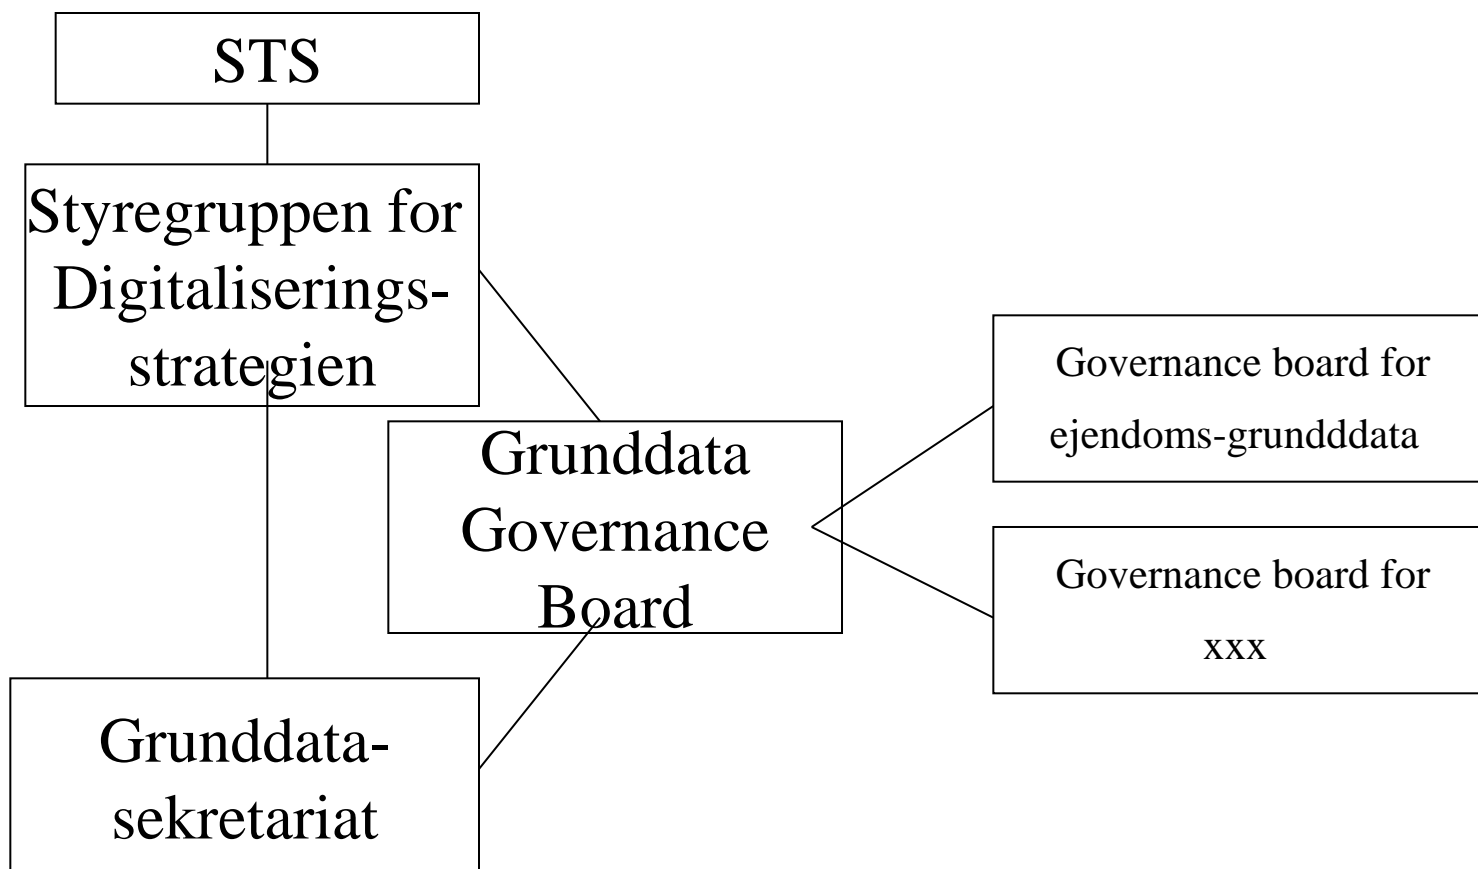 STS
Styregruppen for
Digitaliserings-
strategien
Grunddata
Governance
Board
Governance board for
ejendoms-grundddata
Governance board for
xxx
Grunddata-
sekretariat